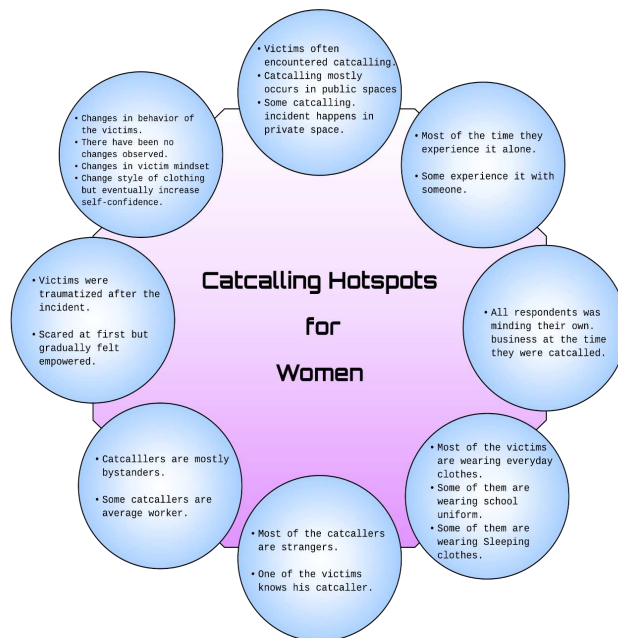 • Victims often
encountered catcalling.
• Catcalling mostly
occurs in public spaces
• Some catcalling.
incident happens in
private space.
• Most of the time they
experience it alone.
• Some experience it with
someone.
• All respondents was
minding their own.
business at the time
they were catcalled.
• Most of the victims
are wearing everyday
clothes.
• Some of them are
wearing school
uniform.
• Some of them are
wearing Sleeping
clothes.
• Most of the catcallers
are strangers.
• One of the victims
knows his catcaller.
• Catcalllers are mostly
bystanders.
• Some catcallers are
average worker.
• Victims were
traumatized after the
incident.
• Scared at first but
gradually felt
empowered.
• Changes in behavior of
the victims.
• There have been no
changes observed.
• Changes in victim mindset
• Change style of clothing
but eventually increase
self-confidence.
Catcalling Hotspots
for
Women